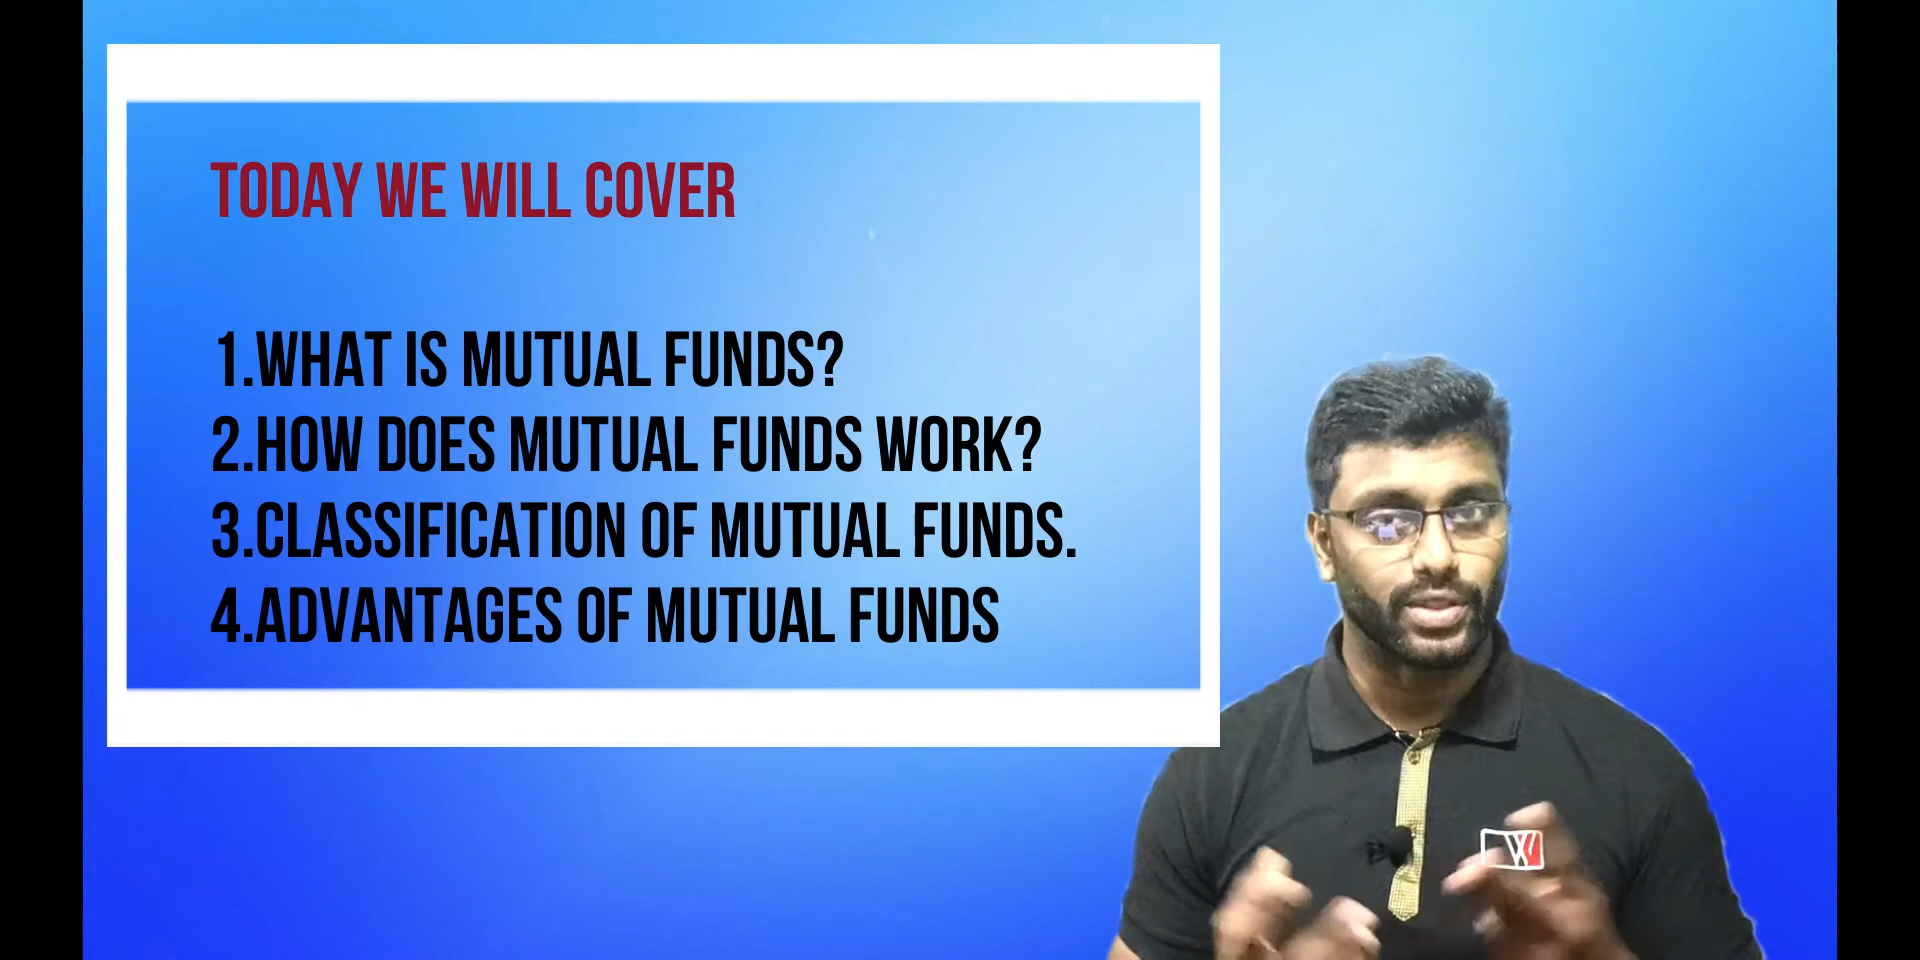 TODAY WE WILL COVER
1.WHAT IS MUTUAL FUNDS?
2.HOW DOES MUTUAL FUNDS WORK?
3.CLASSIFICATION OF MUTUAL FUNDS.
4.ADVANTAGES OF MUTUAL FUNDS